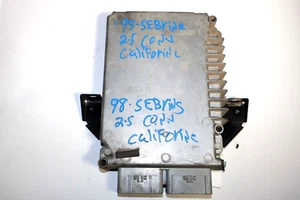 98-SEBRING
2.5 CONV
California
98-SEBRING
2.5 CONV
California